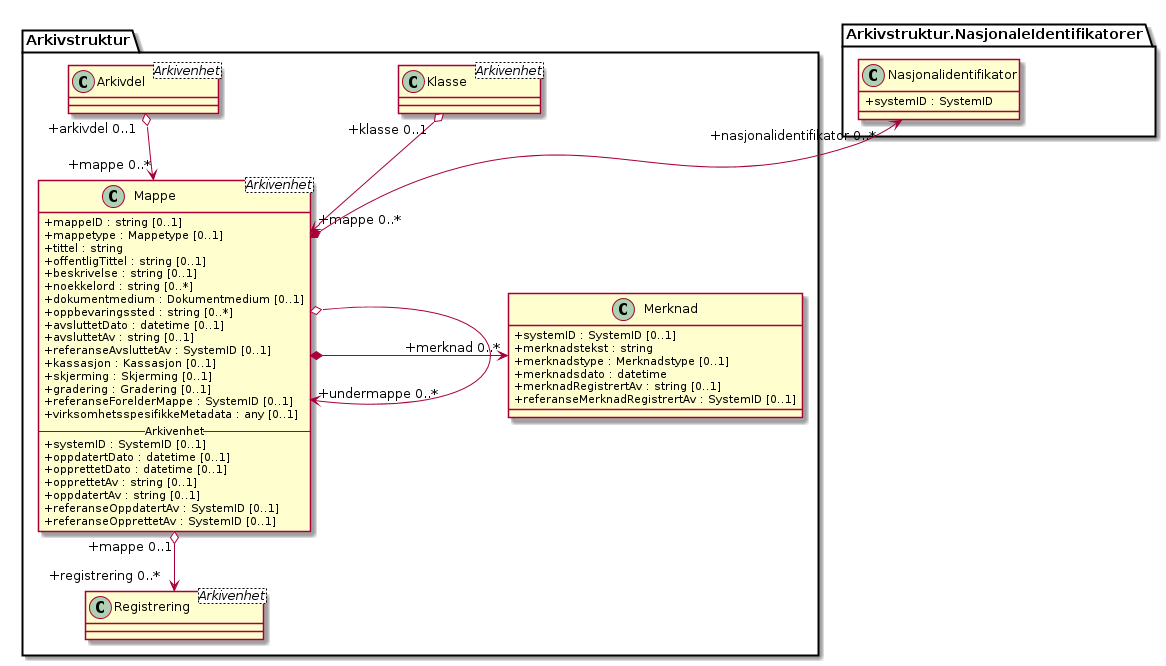 Arkivstruktur
Arkivstruktur.NasjonaleIdentifikatorer
C Arkivdel
Arkivenhet
C Klasse
Arkivenhet
C Nasjonalidentifikator
+systemID : SystemID
+arkivdel 0..1
+klasse 0..1
+nasjonalidentifikator 0..*
+mappe 0..*
+mappe 0..*
C Mappe
Arkivenhet
+mappeID : string [0..1]
+mappetype : Mappetype [0..1]
+tittel : string
+offentligTittel : string [0..1]
+beskrivelse : string [0..1]
+noekkelord : string [0..*]
+dokumentmedium : Dokumentmedium [0..1]
+oppbevaringssted : string [0..*]
+avsluttetDato : datetime [0..1]
+avsluttetAv : string [0..1]
+referanseAvsluttetAv : SystemID [0..1]
+kassasjon : Kassasjon [0..1]
+skjerming : Skjerming [0..1]
+gradering : Gradering [0..1]
+referanseForelderMappe : SystemID [0..1]
+virksomhetsspesifikkeMetadata : any [0..1]
Arkivenhet
+systemID : SystemID [0..1]
+oppdatertDato : datetime [0..1]
+opprettetDato : datetime [0..1]
+opprettetAv : string [0..1]
+oppdatertAv : string [0..1]
+referanseOppdatertAv : SystemID [0..1]
+referanseOpprettetAv : SystemID [0..1]
+merknad 0..*
+undermappe 0..*
C Merknad
+systemID : SystemID [0..1]
+merknadstekst : string
+merknadstype : Merknadstype [0..1]
+merknadsdato : datetime
+merknadRegistrertAv : string [0..1]
+referanseMerknadRegistrertAv : SystemID [0..1]
+mappe 0..1
+registrering 0..*
C Registrering
Arkivenhet